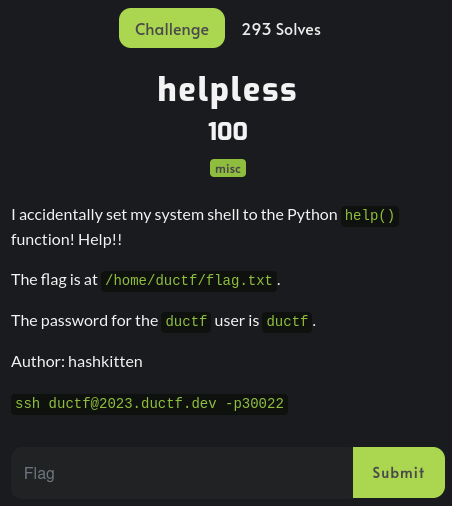 Challenge 293 Solves
helpless
100
misc
I accidentally set my system shell to the Python help()
function! Help!!
The flag is at /home/ductf/flag.txt.
The password for the ductf user is ductf.
Author: hashkitten
ssh ductf@2023.ductf.dev -p30022
Flag Submit